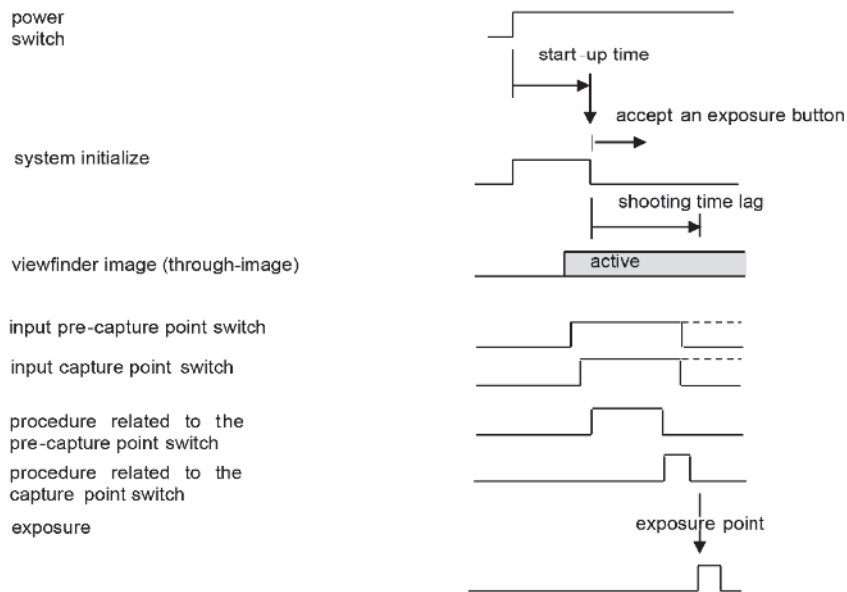 power
switch
start-up time
accept an exposure button
system initialize
shooting time lag
viewfinder image (through-image)
active
input pre-capture point switch
input capture point switch
procedure related to the
pre-capture point switch
procedure related to the
capture point switch
exposure
exposure point